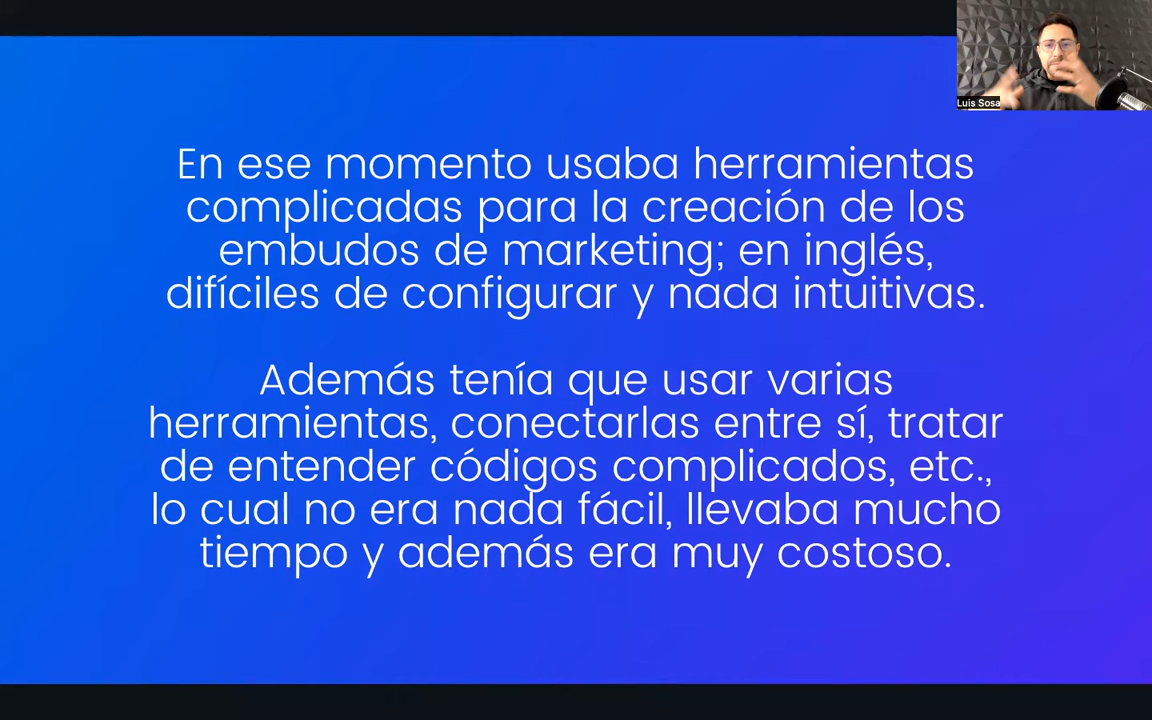 Luis Sosa
En ese momento usaba herramientas
complicadas para la creación de los
embudos de marketing; en inglés,
difíciles de configurar y nada intuitivas.
Además tenía que usar varias
herramientas, conectarlas entre sí, tratar
de entender códigos complicados, etc.,
lo cual no era nada fácil, llevaba mucho
tiempo y además era muy costoso.